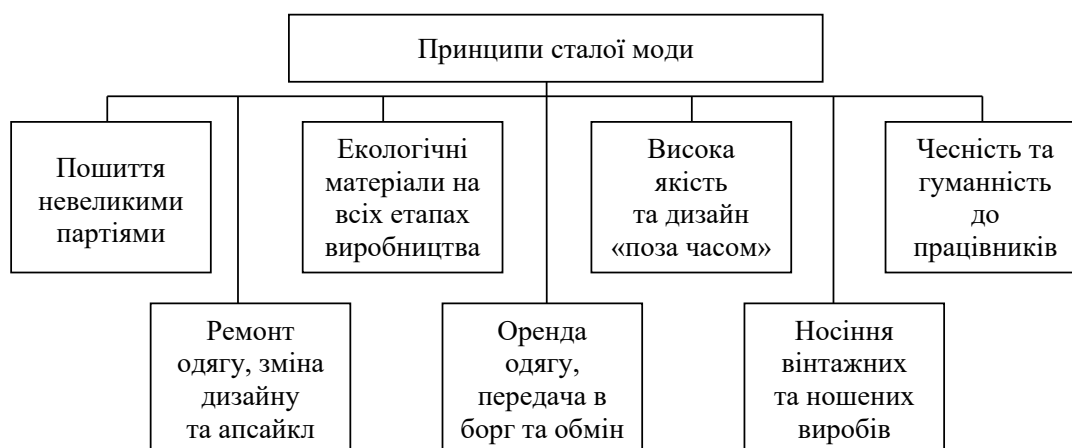 Принципи сталої моди
Пошиття
невеликими
партіями
Екологічні
матеріали на
всіх етапах
виробництва
Висока
якість
та дизайн
«поза часом»
Чесність та
гуманність
до
працівників
Ремонт
одягу, зміна
дизайну
та апсайкл
Оренда
одягу,
передача в
борг та обмін
Носіння
вінтажних
та ношених
виробів